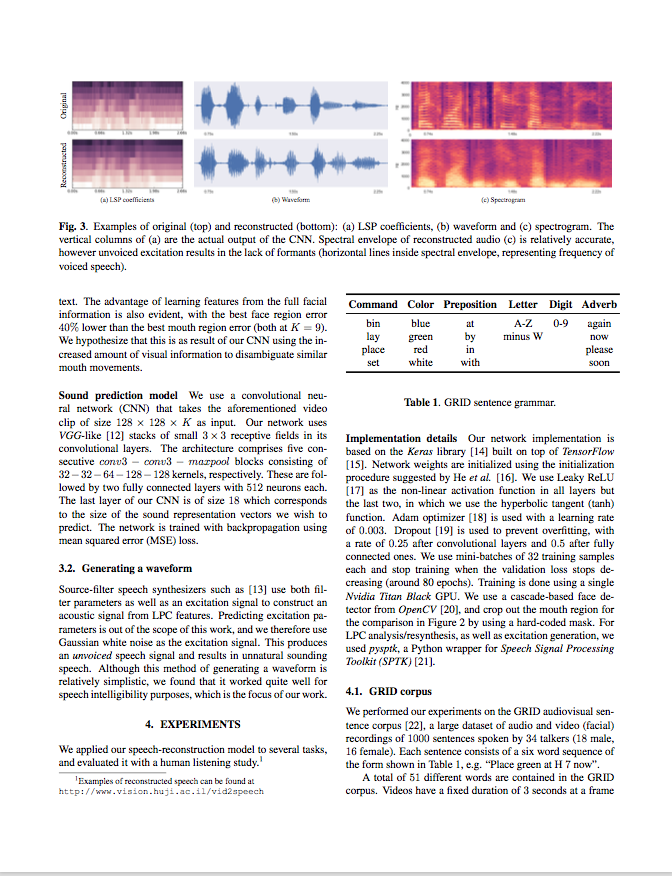 Original
Reconstructed
(a) LSP coefficients
(b) Waveform
(c) Spectrogram
Fig. 3. Examples of original (top) and reconstructed (bottom): (a) LSP coefficients, (b) waveform and (c) spectrogram. The
vertical columns of (a) are the actual output of the CNN. Spectral envelope of reconstructed audio (c) is relatively accurate,
however unvoiced excitation results in the lack of formants (horizontal lines inside spectral envelope, representing frequency of
voiced speech).
text. The advantage of learning features from the full facial
information is also evident, with the best face region error
40% lower than the best mouth region error (both at K = 9).
We hypothesize that this is as result of our CNN using the in-
creased amount of visual information to disambiguate similar
mouth movements.
Sound prediction model We use a convolutional neu-
ral network (CNN) that takes the aforementioned video
clip of size 128 × 128 × K as input. Our network uses
VGG-like [12] stacks of small 3 × 3 receptive fields in its
convolutional layers. The architecture comprises five con-
secutive conv3 − conv3 − maxpool blocks consisting of
32 − 32 − 64 − 128 − 128 kernels, respectively. These are fol-
lowed by two fully connected layers with 512 neurons each.
The last layer of our CNN is of size 18 which corresponds
to the size of the sound representation vectors we wish to
predict. The network is trained with backpropagation using
mean squared error (MSE) loss.
3.2. Generating a waveform
Source-filter speech synthesizers such as [13] use both fil-
ter parameters as well as an excitation signal to construct an
acoustic signal from LPC features. Predicting excitation pa-
rameters is out of the scope of this work, and we therefore use
Gaussian white noise as the excitation signal. This produces
an unvoiced speech signal and results in unnatural sounding
speech. Although this method of generating a waveform is
relatively simplistic, we found that it worked quite well for
speech intelligibility purposes, which is the focus of our work.
4. EXPERIMENTS
We applied our speech-reconstruction model to several tasks,
and evaluated it with a human listening study.1
1Examples of reconstructed speech can be found at
http://www.vision.huji.ac.il/vid2speech
Command Color Preposition Letter Digit Adverb
bin blue at A-Z 0-9 again
lay green by minus W now
place red in please
set white with soon
Table 1. GRID sentence grammar.
Implementation details Our network implementation is
based on the Keras library [14] built on top of TensorFlow
[15]. Network weights are initialized using the initialization
procedure suggested by He et al. [16]. We use Leaky ReLU
[17] as the non-linear activation function in all layers but
the last two, in which we use the hyperbolic tangent (tanh)
function. Adam optimizer [18] is used with a learning rate
of 0.003. Dropout [19] is used to prevent overfitting, with
a rate of 0.25 after convolutional layers and 0.5 after fully
connected ones. We use mini-batches of 32 training samples
each and stop training when the validation loss stops de-
creasing (around 80 epochs). Training is done using a single
Nvidia Titan Black GPU. We use a cascade-based face de-
tector from OpenCV [20], and crop out the mouth region for
the comparison in Figure 2 by using a hard-coded mask. For
LPC analysis/resynthesis, as well as excitation generation, we
used pysptk, a Python wrapper for Speech Signal Processing
Toolkit (SPTK) [21].
4.1. GRID corpus
We performed our experiments on the GRID audiovisual sen-
tence corpus [22], a large dataset of audio and video (facial)
recordings of 1000 sentences spoken by 34 talkers (18 male,
16 female). Each sentence consists of a six word sequence of
the form shown in Table 1, e.g. “Place green at H 7 now”.
A total of 51 different words are contained in the GRID
corpus. Videos have a fixed duration of 3 seconds at a frame